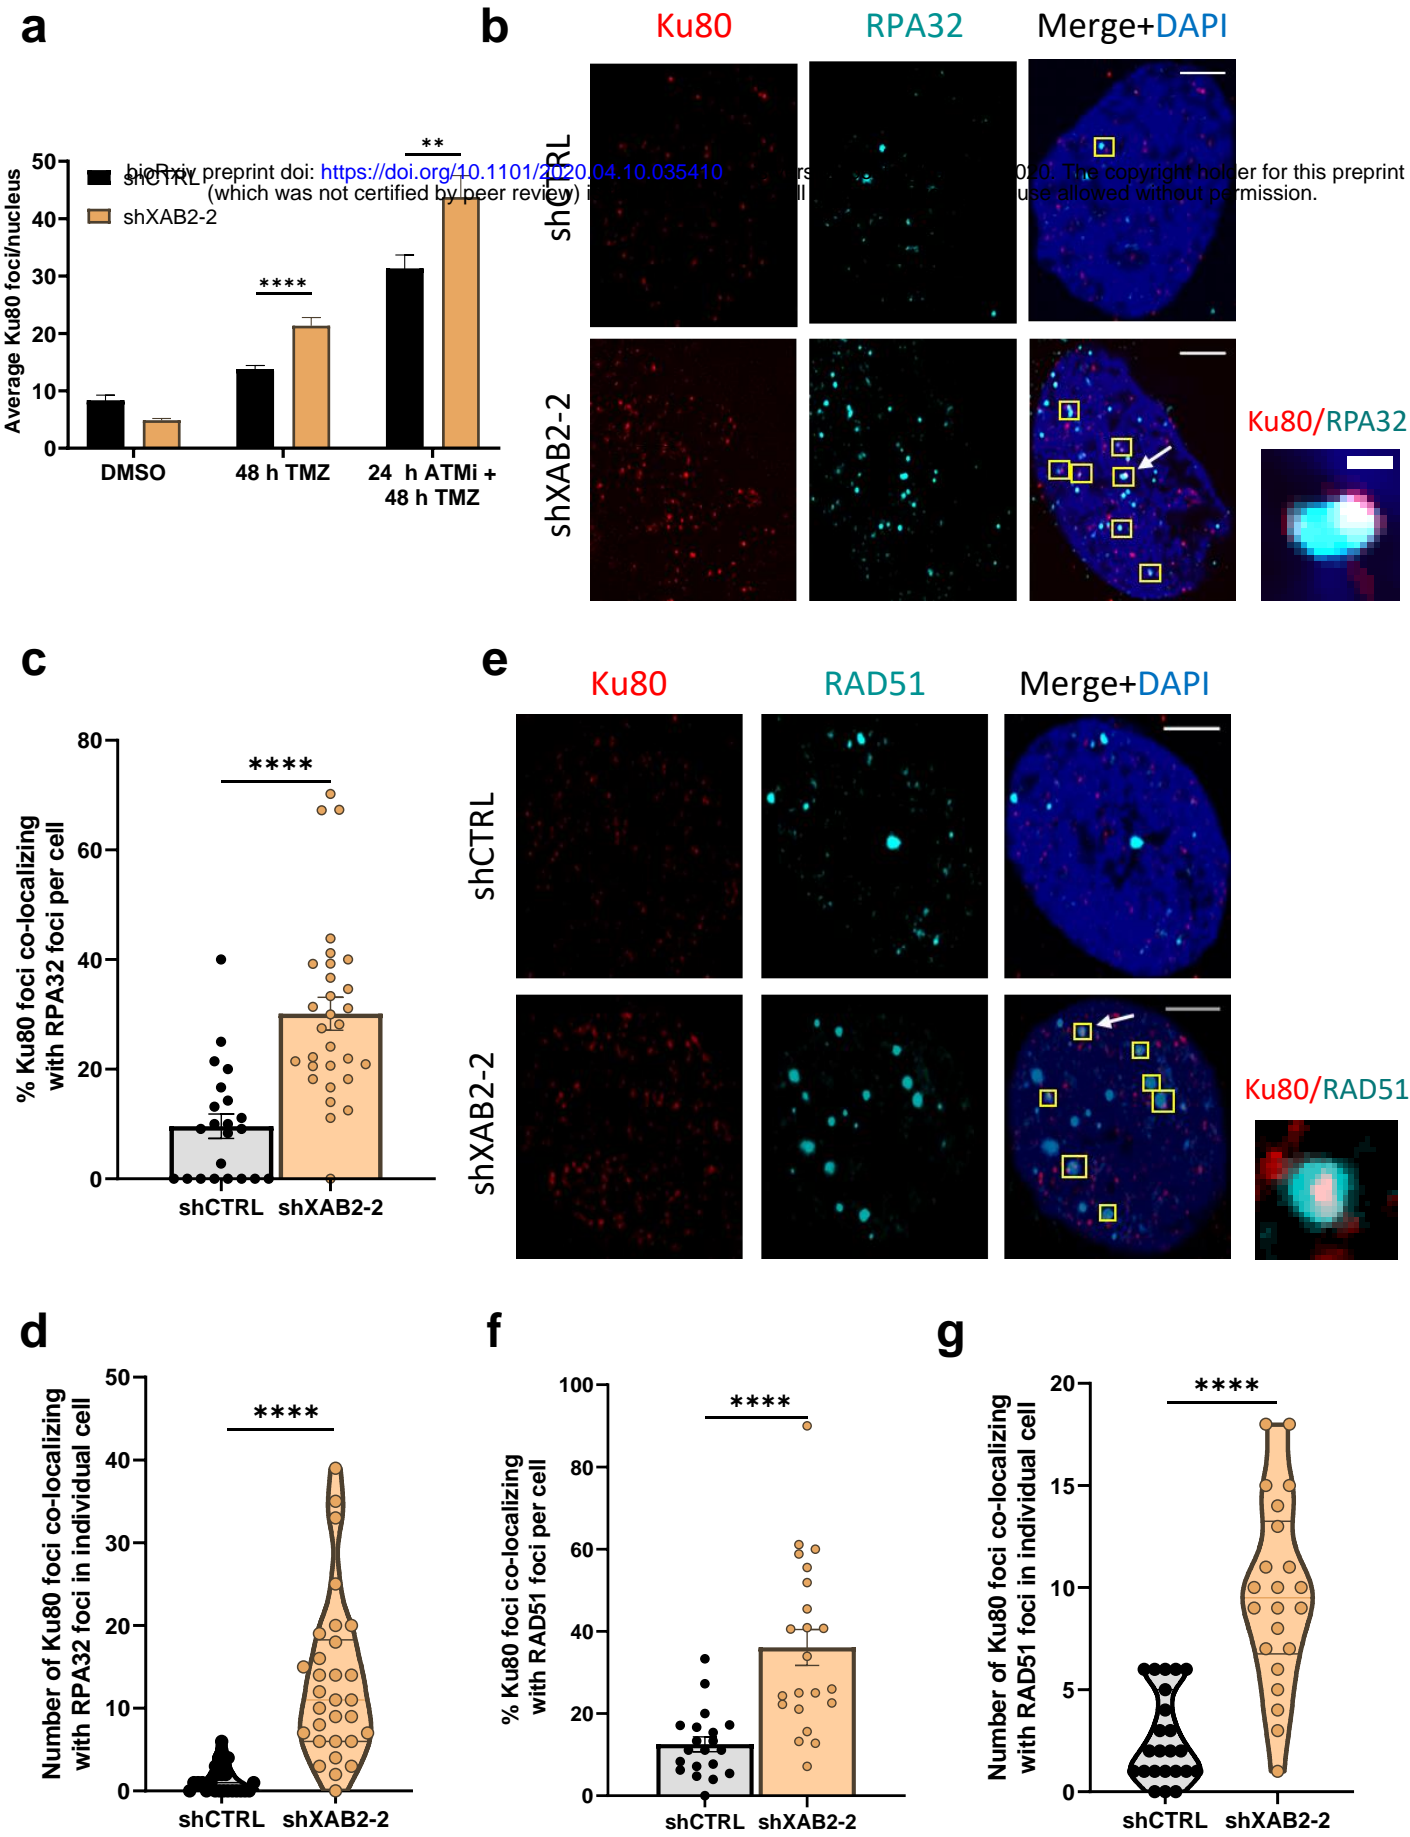 a
Average Ku80 foci/nucleus
50
40
30
20
10
0
shCTRL
shXAB2-2
****
**
DMSO
48 h TMZ
24 h ATMi +
48 h TMZ
bioRxiv preprint doi: https://doi.org/10.1101/2020.04.10.035410
020. The copyright holder for this preprint
(which was not certified by peer review)
use allowed without permission.
b
Ku80
RPA32
Merge+DAPI
shCTRL
shXAB2-2
Ku80/RPA32
c
% Ku80 foci co-localizing
with RPA32 foci per cell
80
60
40
20
0
****
shCTRL
shXAB2-2
e
Ku80
RAD51
Merge+DAPI
shCTRL
shXAB2-2
Ku80/RAD51
d
Number of Ku80 foci co-localizing
with RPA32 foci in individual cell
50
40
30
20
10
0
****
shCTRL
shXAB2-2
f
% Ku80 foci co-localizing
with RAD51 foci per cell
100
80
60
40
20
0
****
shCTRL
shXAB2-2
g
Number of Ku80 foci co-localizing
with RAD51 foci in individual cell
20
15
10
5
0
****
shCTRL
shXAB2-2